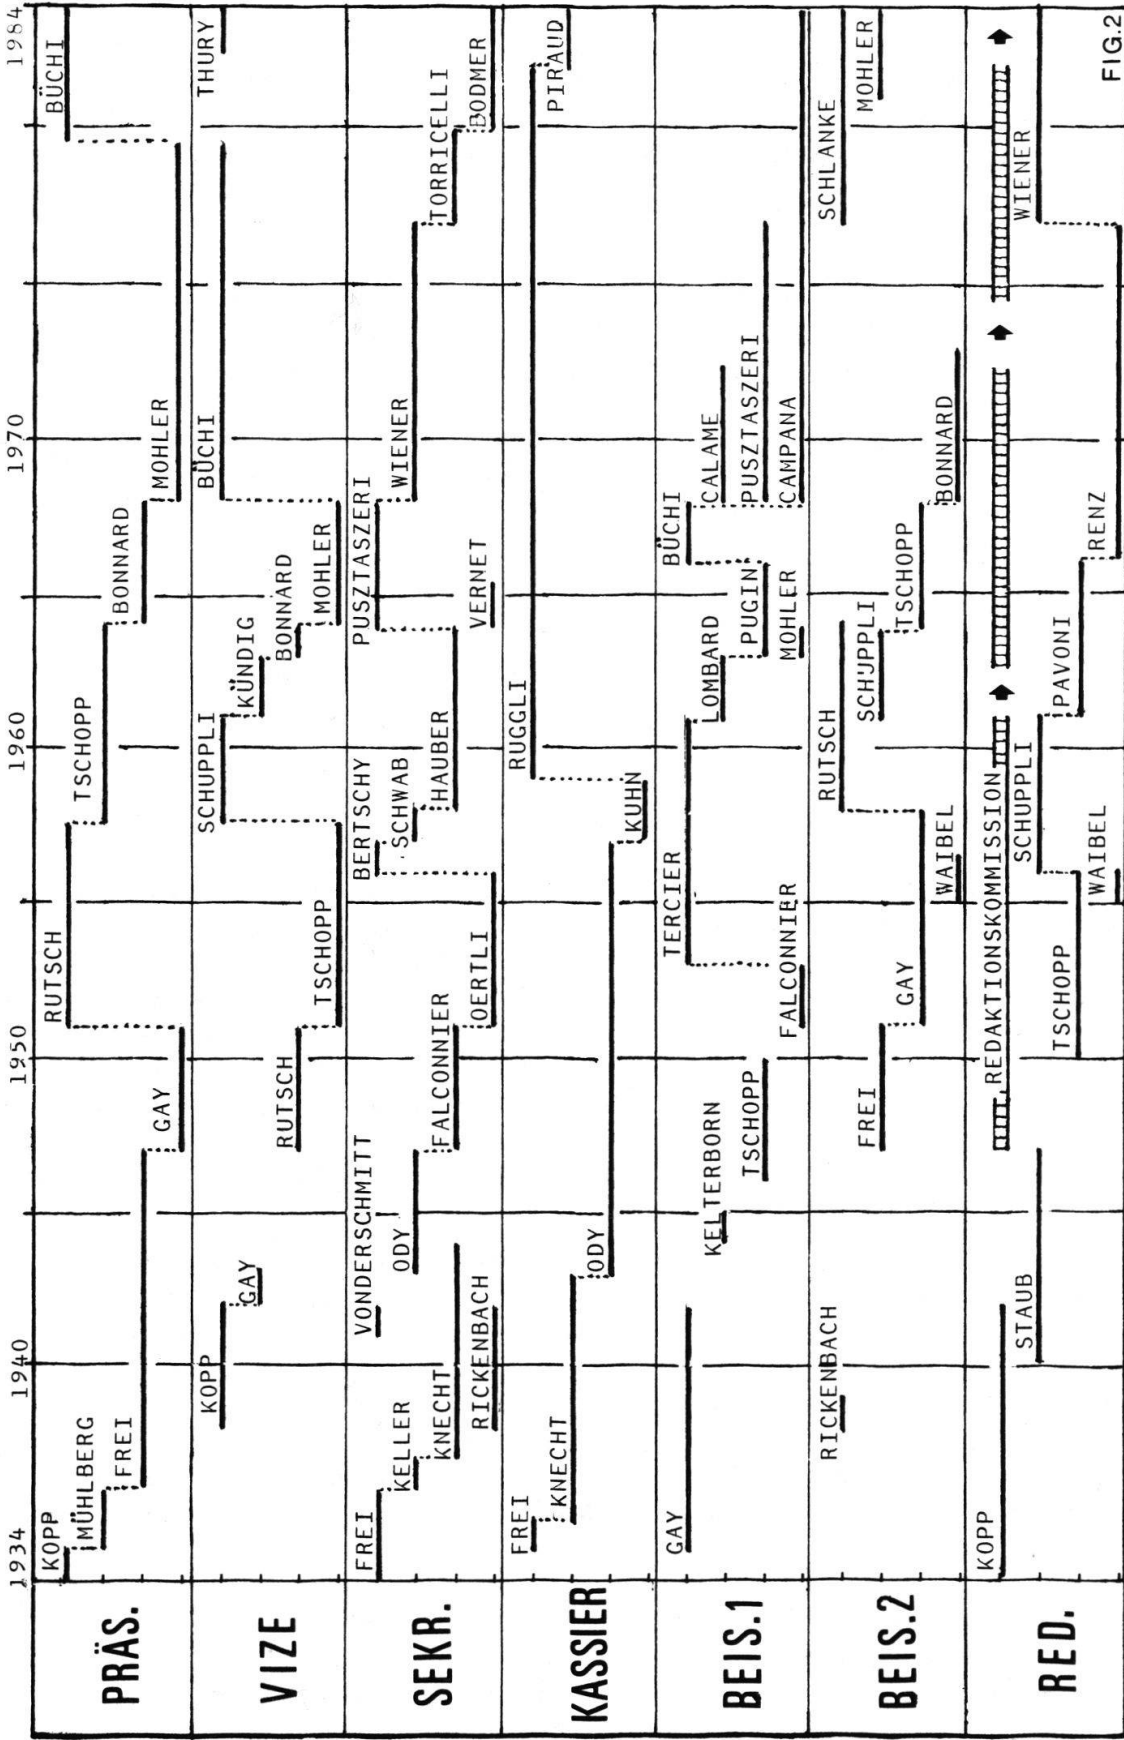 1934 1940 1950 1960 1970 1984
PRÄS.
KOPP
MÜHLBERG
FREI
GAY
RUTSCH
TSCHOPP
BONNARD
MOHLER
BÜCHI
VIZE
KOPP
GAY
RUTSCH
TSCHOPP
SCHUPPLI
KÜNDIG
BONNARD
MOHLER
BÜCHI
THURY
SEKR.
FREI
KELLER
KNECHT
RICKENBACH
VONDERSCHMITT
ODY
FALCONNIER
OERTLI
BERTSCHY
SCHWAB
HAUBER
PUSZTASZERI
VERNET
WIENER
TORRICELLI
BODMER
KASSIER
FREI
KNECHT
ODY
KUHN
RUGGLI
PIRAUD
BEIS.1
GAY
KELTERBORN
TSCHOPP
FALCONNIER
TERCIER
LOMBARD
PUGIN
MOHLER
BÜCHI
CALAME
PUSZTASZERI
CAMPANA
BEIS.2
RICKENBACH
FREI
GAY
WAIBEL
RUTSCH
SCHUPPLI
TSCHOPP
BONNARD
SCHLANKE
MOHLER
RED.
KOPP
STAUB
REDAKTIONSKOMMISSION
TSCHOPP
WAIBEL
SCHUPPLI
PAVONI
RENZ
WIENER
FIG.2